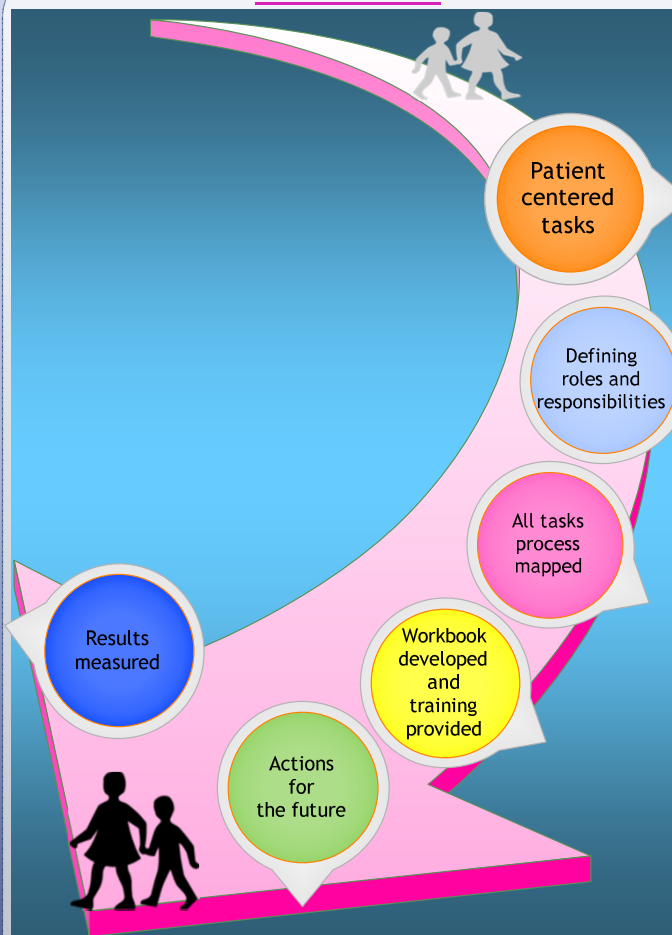 Patient
centered
tasks
Defining
roles and
responsibilities
All tasks
process
mapped
Workbook
developed
and
training
provided
Actions
for
the future
Results
measured